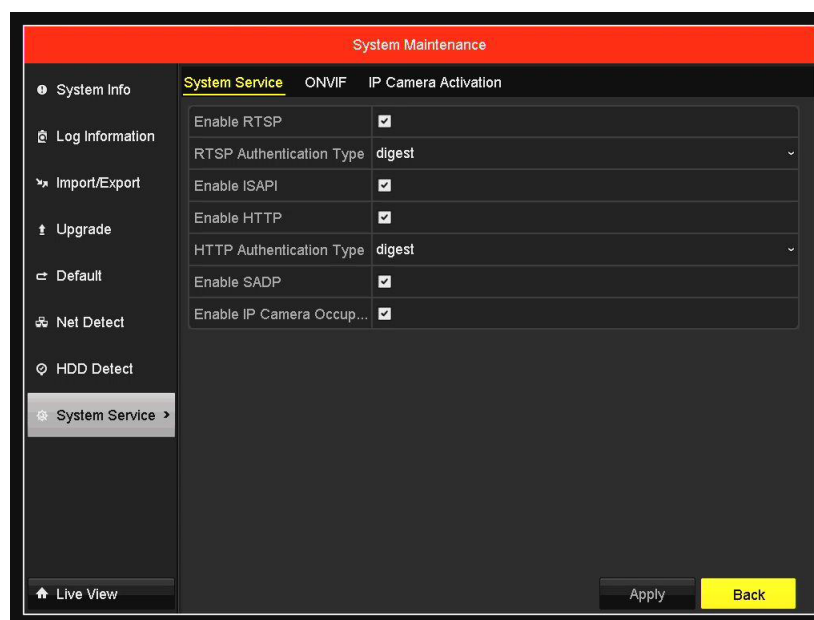 System Maintenance
System Info
Log Information
Import/Export
Upgrade
Default
Net Detect
HDD Detect
System Service
Live View
System Service ONVIF IP Camera Activation
Enable RTSP
RTSP Authentication Type digest
Enable ISAPI
Enable HTTP
HTTP Authentication Type digest
Enable SADP
Enable IP Camera Occup...
Apply Back